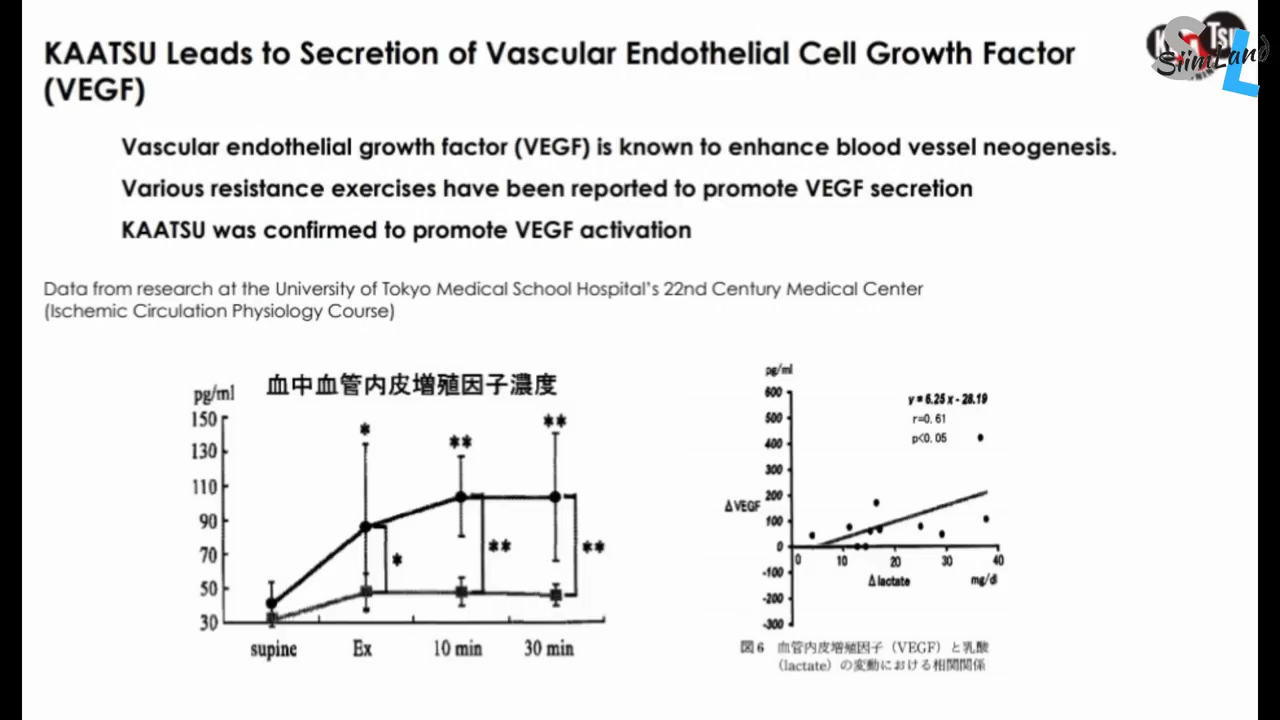 KAATSU Leads to Secretion of Vascular Endothelial Cell Growth Factor
(VEGF)
SiimLand
Vascular endothelial growth factor (VEGF) is known to enhance blood vessel neogenesis.
Various resistance exercises have been reported to promote VEGF secretion
KAATSU was confirmed to promote VEGF activation
Data from research at the University of Tokyo Medical School Hospital's 22nd Century Medical Center
(Ischemic Circulation Physiology Course)
血中血管内皮増殖因子濃度
pg/ml
150
130
110
90
70
50
30
*
**
**
*
**
**
supine Ex 10 min 30 min
pg/ml
600
500
400
300
200
100
0
-100
-200
-300
y = 6.25 x - 28.19
r=0.61
p<0.05
ΔVEGF
0 10 20 30 40
Δlactate mg/dl
図6 血管内皮増殖因子（VEGF）と乳酸
（lactate）の変動における相関関係